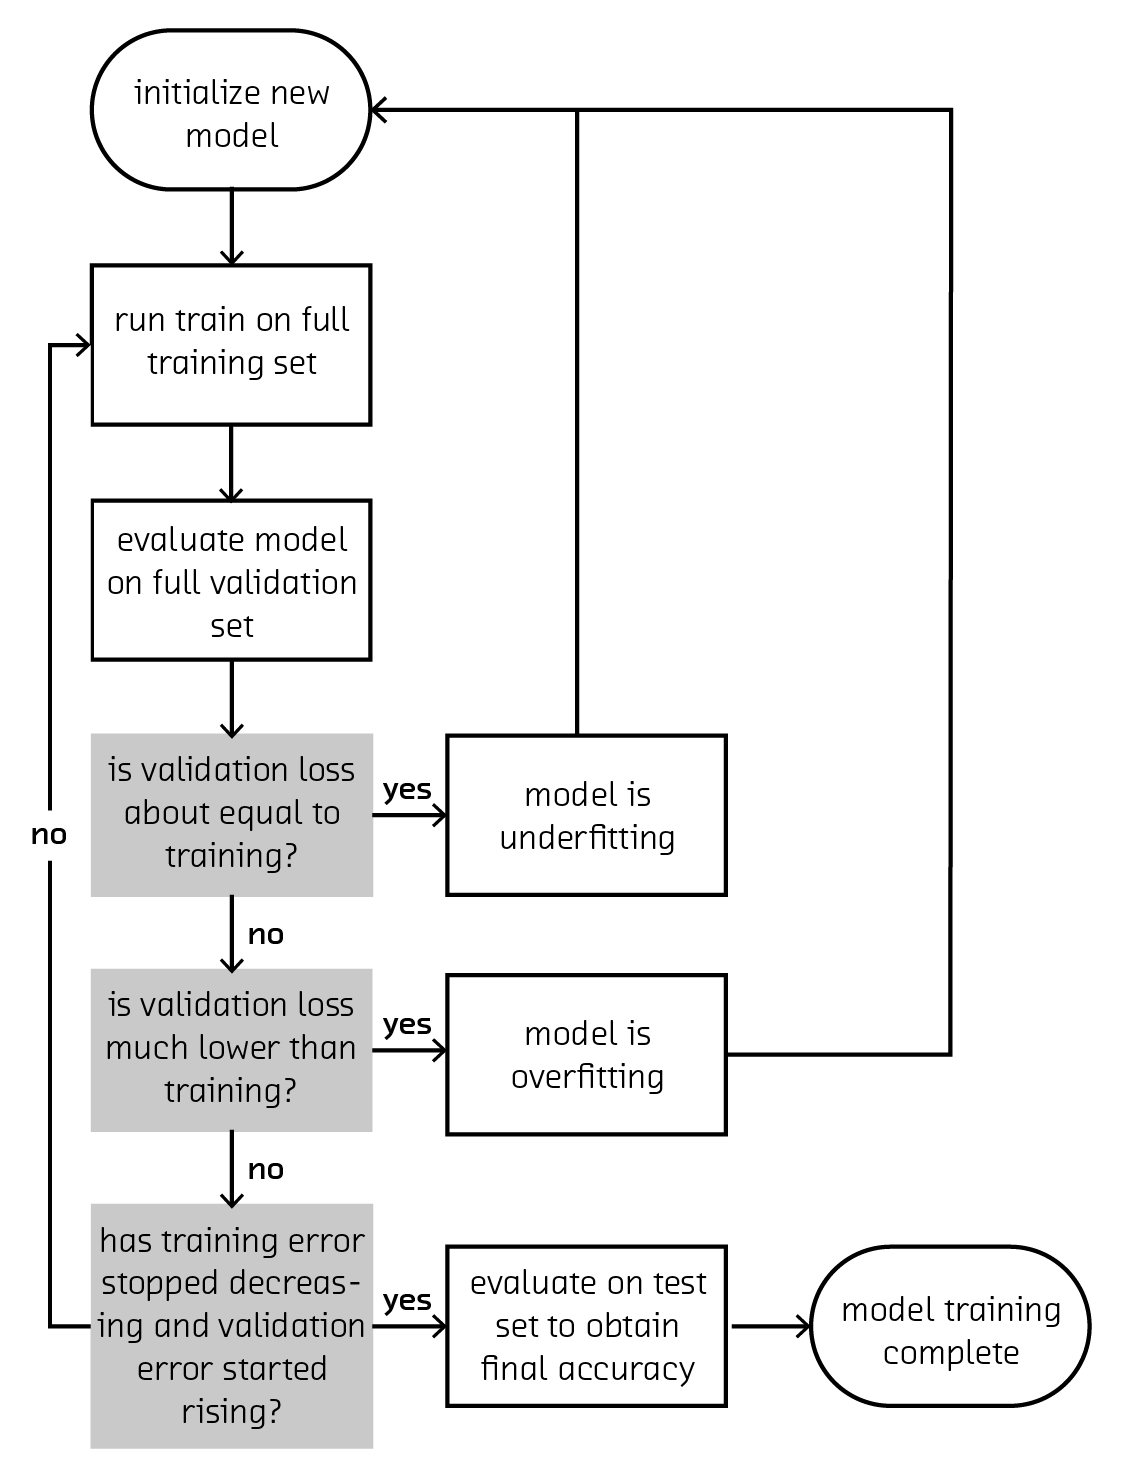 initialize new
model
run train on full
training set
evaluate model
on full validation
set
is validation loss
about equal to
training?
yes
model is
underfitting
no
no
is validation loss
much lower than
training?
yes
model is
overfitting
no
has training error
stopped decreas-
ing and validation
error started
rising?
yes
evaluate on test
set to obtain
final accuracy
model training
complete